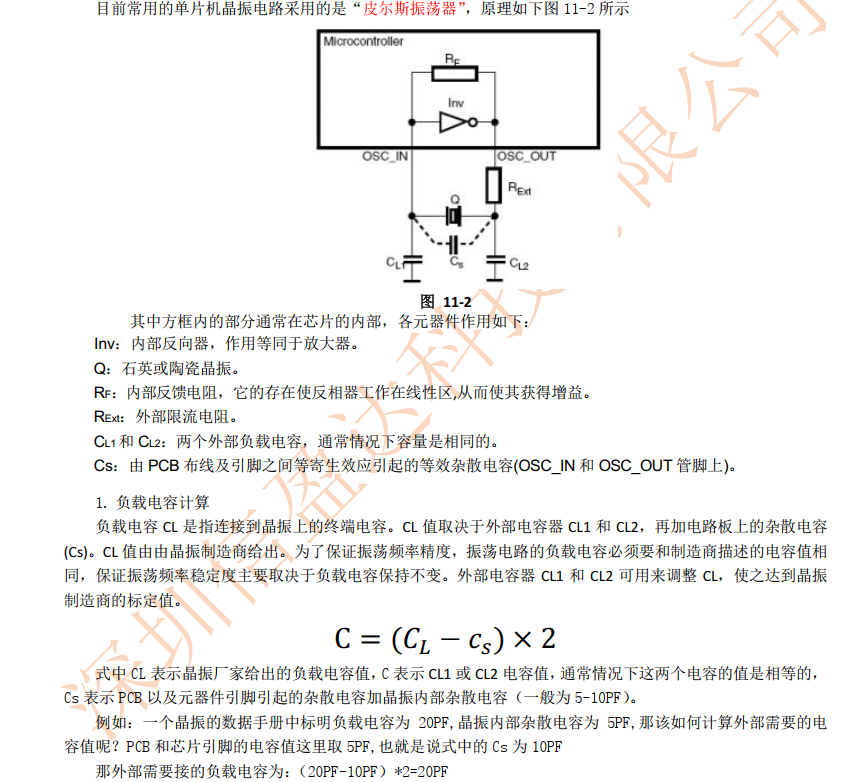 目前常用的单片机晶振电路采用的是“皮尔斯振荡器”，原理如下图 11-2 所示
Microcontroller
RF
Inv
OSC_IN
OSC_OUT
RExt
Q
CL1
Cs
CL2
图 11-2
其中方框内的部分通常在芯片的内部，各元器件作用如下：
Inv：内部反向器，作用等同于放大器。
Q：石英或陶瓷晶振。
RF：内部反馈电阻，它的存在使反相器工作在线性区,从而使其获得增益。
RExt：外部限流电阻。
CL1 和 CL2：两个外部负载电容，通常情况下容量是相同的。
Cs：由 PCB 布线及引脚之间等寄生效应引起的等效杂散电容(OSC_IN 和 OSC_OUT 管脚上)。
1. 负载电容计算
负载电容 CL 是指连接到晶振上的终端电容。CL 值取决于外部电容器 CL1 和 CL2，再加电路板上的杂散电容
(Cs)。CL 值由由晶振制造商给出。为了保证振荡频率精度，振荡电路的负载电容必须要和制造商描述的电容值相
同，保证振荡频率稳定度主要取决于负载电容保持不变。外部电容器 CL1 和 CL2 可用来调整 CL，使之达到晶振
制造商的标定值。
C = (CL − cs) × 2
式中 CL 表示晶振厂家给出的负载电容值，C 表示 CL1 或 CL2 电容值，通常情况下这两个电容的值是相等的，
Cs 表示 PCB 以及元器件引脚引起的杂散电容加晶振内部杂散电容（一般为 5-10PF）。
例如：一个晶振的数据手册中标明负载电容为 20PF,晶振内部杂散电容为 5PF,那该如何计算外部需要的电
容值呢？PCB 和芯片引脚的电容值这里取 5PF,也就是说式中的 Cs 为 10PF
那外部需要接的负载电容为：（20PF-10PF）*2=20PF
深圳信盈达科技
限公司